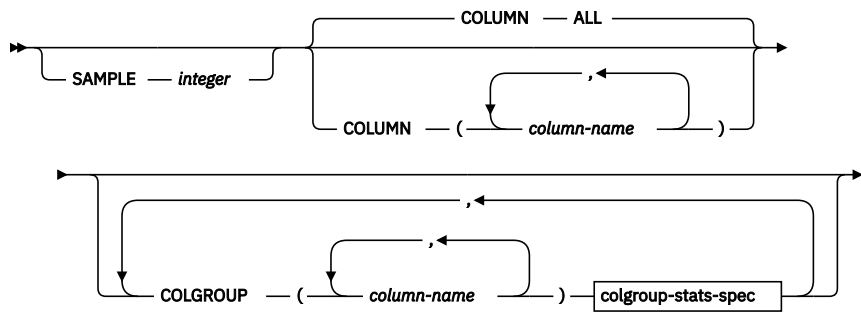 COLUMN ALL
SAMPLE integer
,
COLUMN ( column-name )
,
,
COLGROUP ( column-name ) colgroup-stats-spec